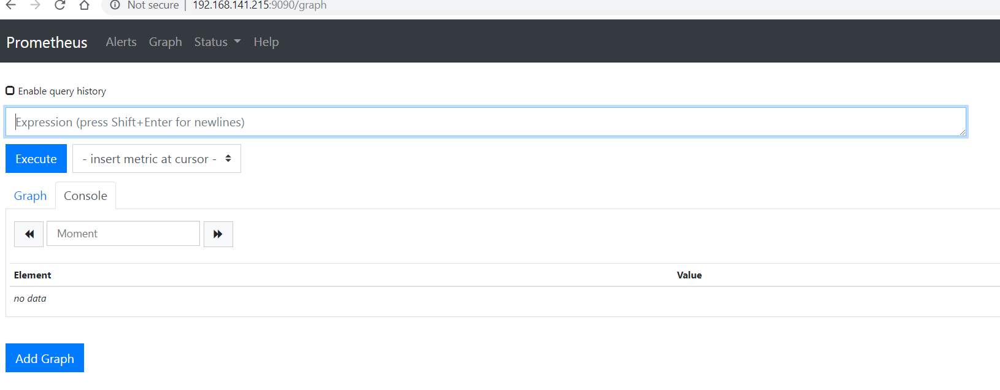 Not secure | 192.168.141.215:9090/graph
Prometheus Alerts Graph Status Help
Enable query history
Expression (press Shift+Enter for newlines)
Execute - insert metric at cursor -
Graph Console
Moment
Element Value
no data
Add Graph